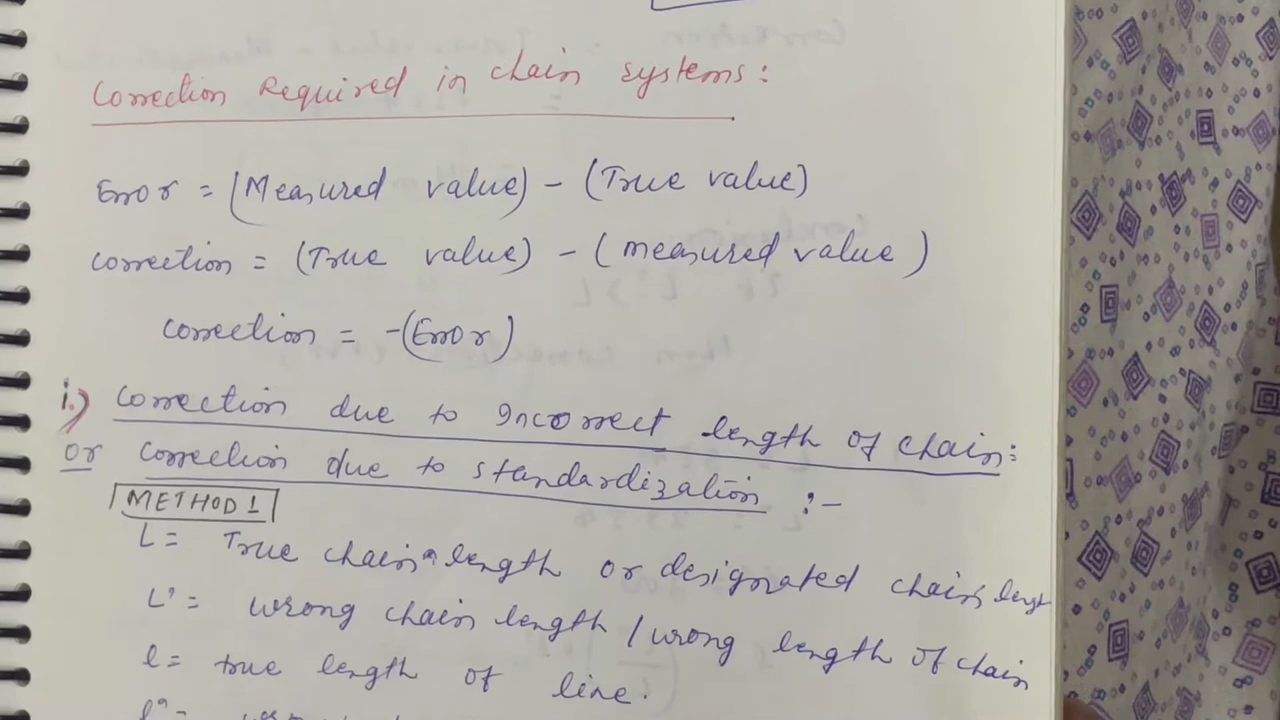 Correction Required in chain systems:
Error = (Measured value) - (True value)
correction = (True value) - (measured value)
correction = -(Error)
i.) correction due to Incorrect length of chain:
or correction due to standardization :-
METHOD 1
L = True chain length or designated chain length
L' = wrong chain length / wrong length of chain
l = true length of line.